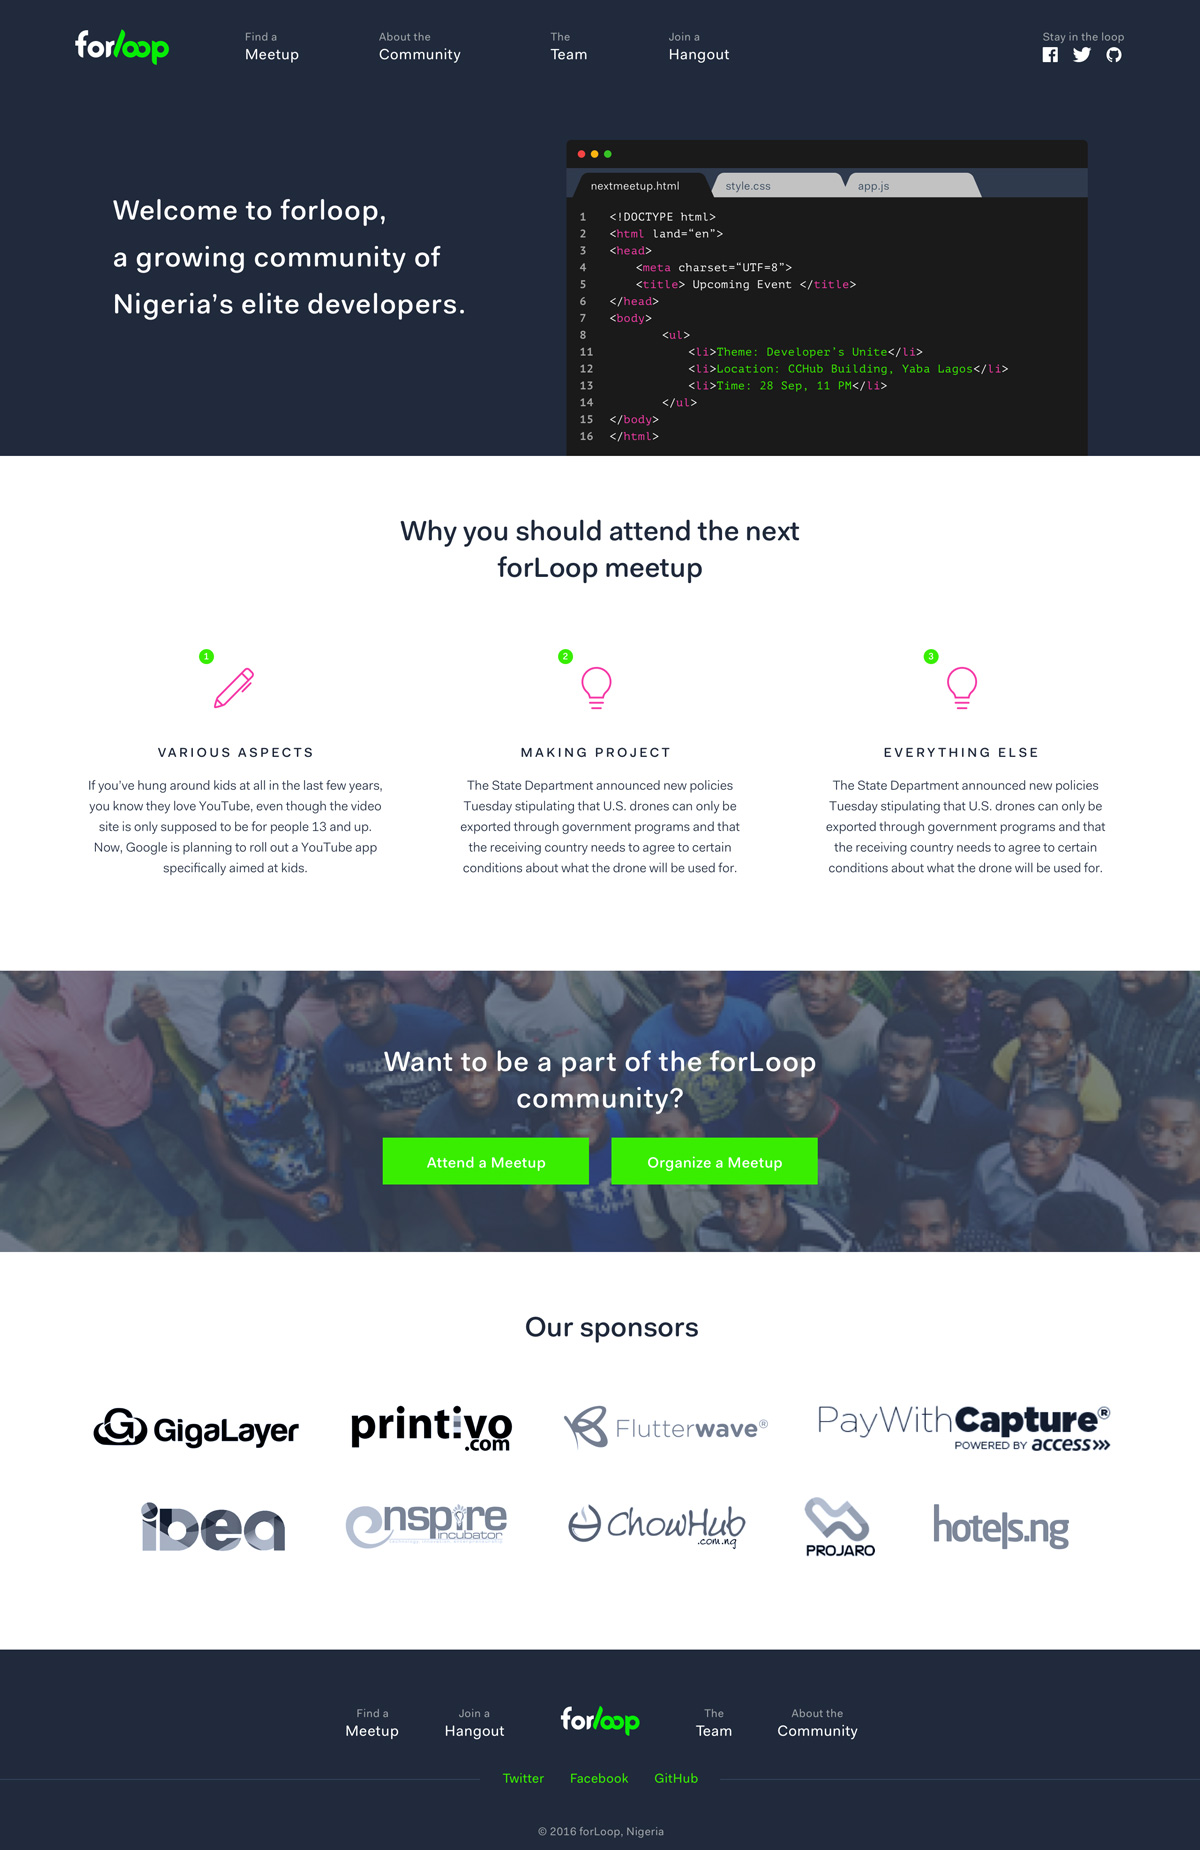 forloop
Find a
Meetup
About the
Community
The
Team
Join a
Hangout
Stay in the loop
Welcome to forloop,
a growing community of
Nigeria’s elite developers.
nextmeetup.html
style.css
app.js
1 <!DOCTYPE html>
2 <html land=“en”>
3 <head>
4 <meta charset=“UTF=8”>
5 <title> Upcoming Event </title>
6 </head>
7 <body>
8 <ul>
11 <li>Theme: Developer’s Unite</li>
12 <li>Location: CCHub Building, Yaba Lagos</li>
13 <li>Time: 28 Sep, 11 PM</li>
14 </ul>
15 </body>
16 </html>
Why you should attend the next
forLoop meetup
1
VARIOUS ASPECTS
If you’ve hung around kids at all in the last few years,
you know they love YouTube, even though the video
site is only supposed to be for people 13 and up.
Now, Google is planning to roll out a YouTube app
specifically aimed at kids.
2
MAKING PROJECT
The State Department announced new policies
Tuesday stipulating that U.S. drones can only be
exported through government programs and that
the receiving country needs to agree to certain
conditions about what the drone will be used for.
3
EVERYTHING ELSE
The State Department announced new policies
Tuesday stipulating that U.S. drones can only be
exported through government programs and that
the receiving country needs to agree to certain
conditions about what the drone will be used for.
Want to be a part of the forLoop
community?
Attend a Meetup
Organize a Meetup
Our sponsors
GigaLayer
printivo
.com
Flutterwave®
PayWithCapture®
POWERED BY access
idea
enspire
incubator
ChowHub
.com.ng
PROJARO
hotels.ng
Find a
Meetup
Join a
Hangout
forloop
The
Team
About the
Community
Twitter
Facebook
GitHub
© 2016 forLoop, Nigeria